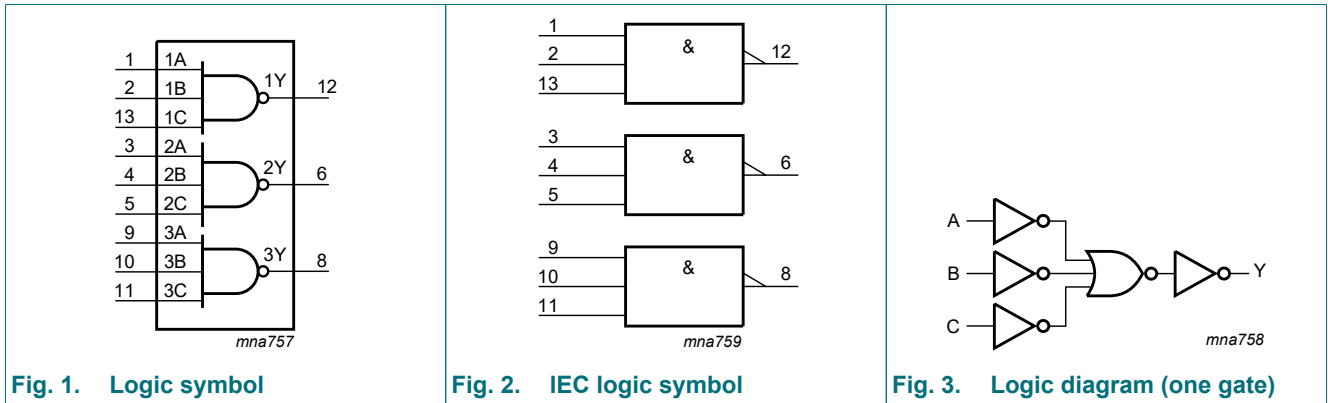 1 1A
2 1B 1Y 12
13 1C
3 2A
4 2B 2Y 6
5 2C
9 3A
10 3B 3Y 8
11 3C
mna757
Fig. 1. Logic symbol
1
2 & 12
13
3
4 & 6
5
9
10 & 8
11
mna759
Fig. 2. IEC logic symbol
A
B Y
C
mna758
Fig. 3. Logic diagram (one gate)